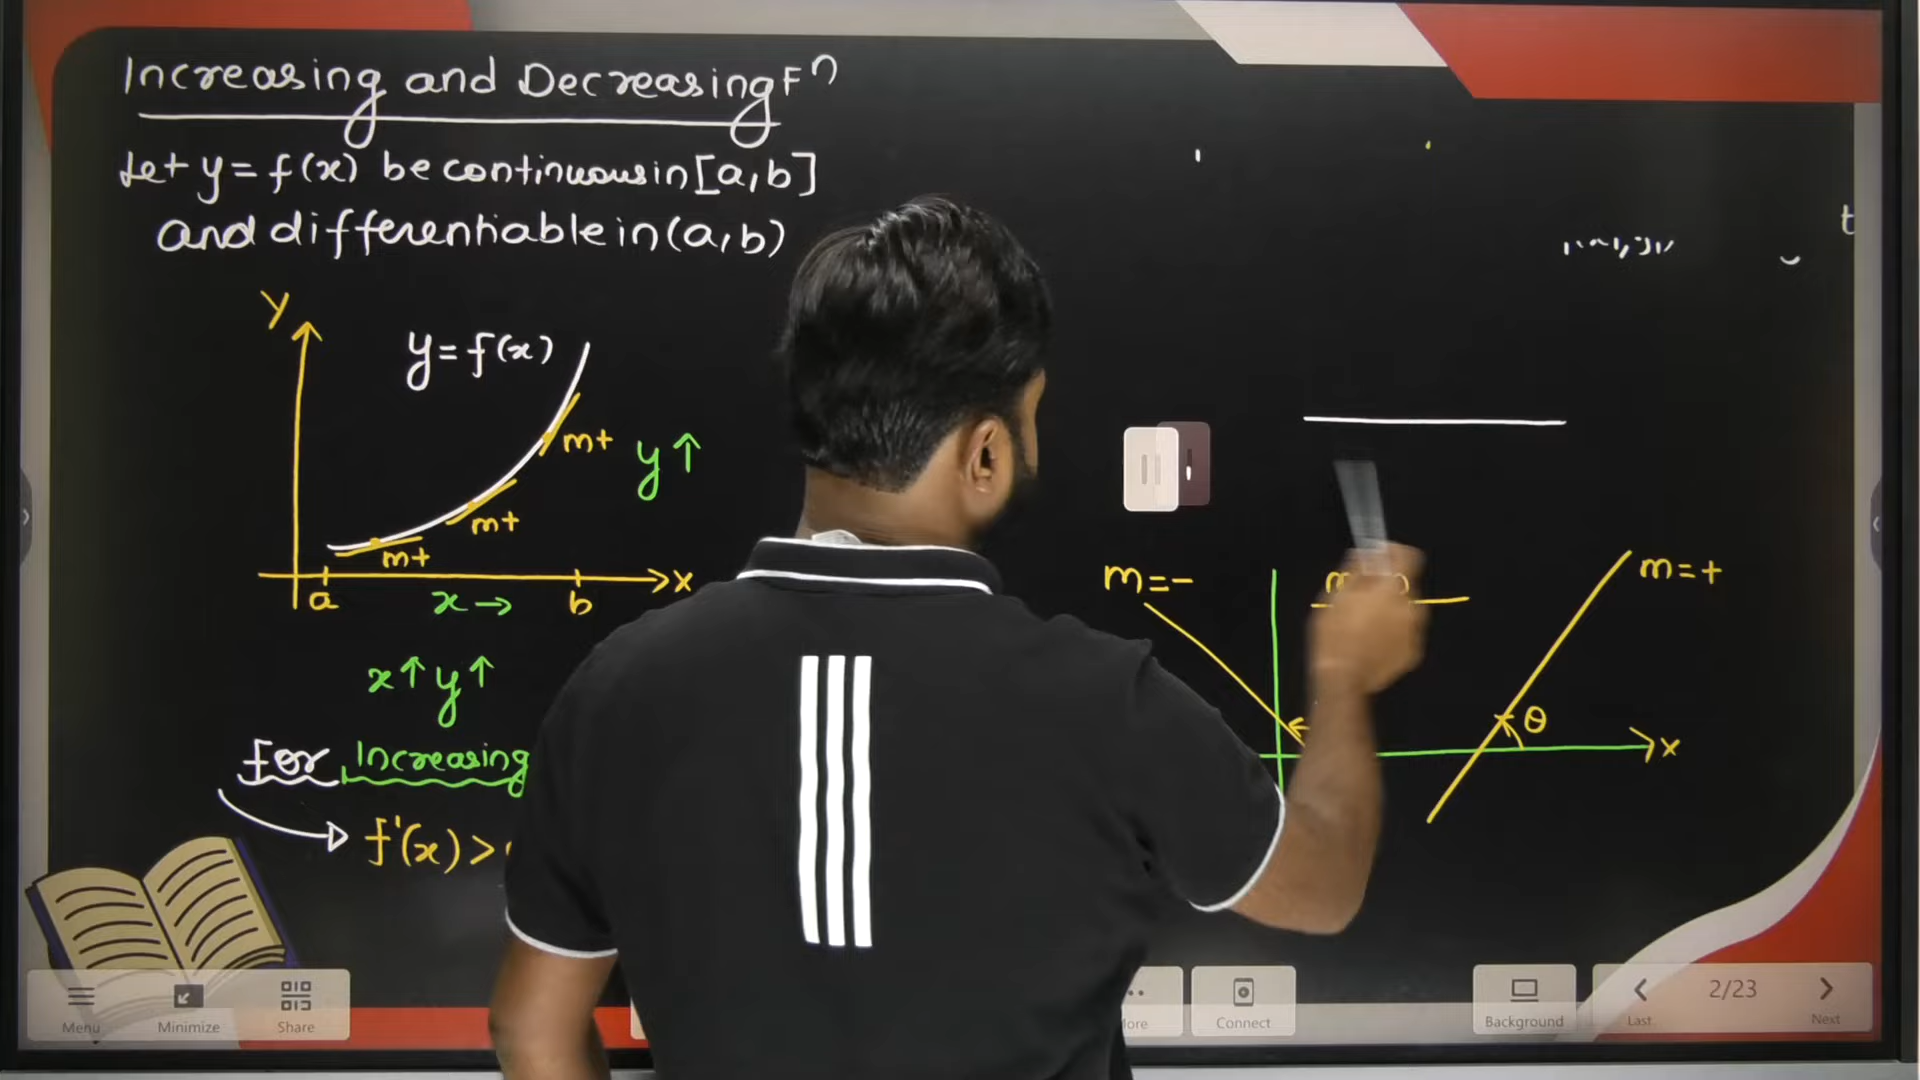 Increasing and Decreasing Fn
Let y = f(x) be continuous in [a,b]
and differentiable in (a,b)
Y
y = f(x)
m+
y↑
m+
m+
a
x →
b
x
x↑ y↑
For Increasing
f'(x) >
m = -
m = +
θ
x
t
Menu
Minimize
Share
Connect
Background
Last
2/23
Next